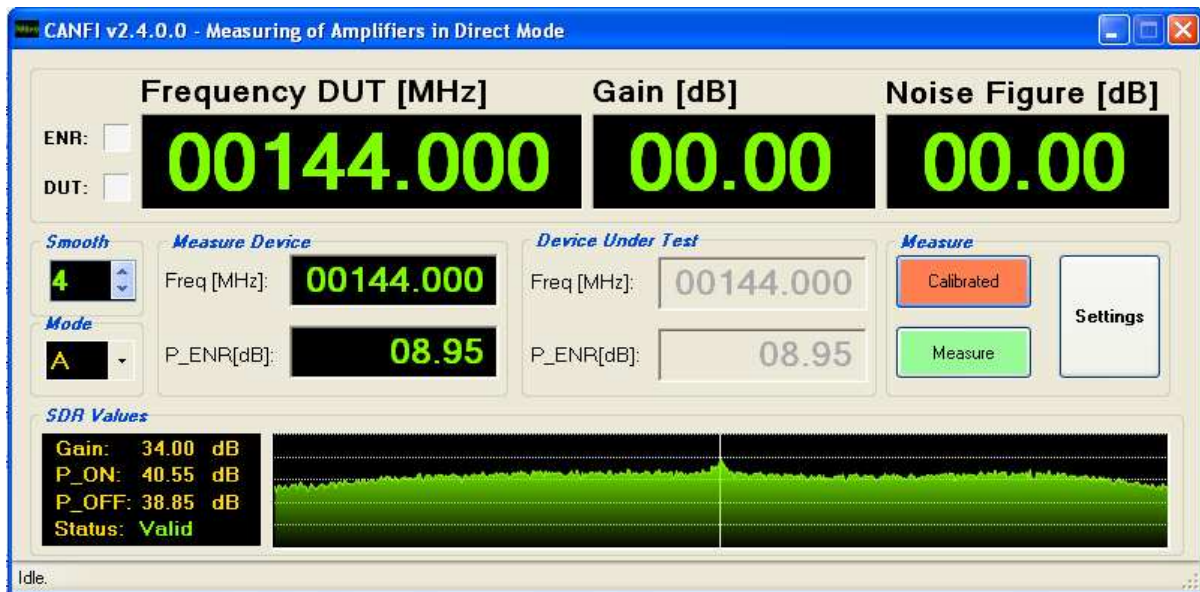 CANFI v2.4.0.0 - Measuring of Amplifiers in Direct Mode
Frequency DUT [MHz] Gain [dB] Noise Figure [dB]
ENR:
DUT:
00144.000 00.00 00.00
Smooth
4
Mode
A
Measure Device
Freq [MHz]: 00144.000
P_ENR[dB]: 08.95
Device Under Test
Freq [MHz]: 00144.000
P_ENR[dB]: 08.95
Measure
Calibrated
Measure
Settings
SDR Values
Gain: 34.00 dB
P_ON: 40.55 dB
P_OFF: 38.85 dB
Status: Valid
Idle.